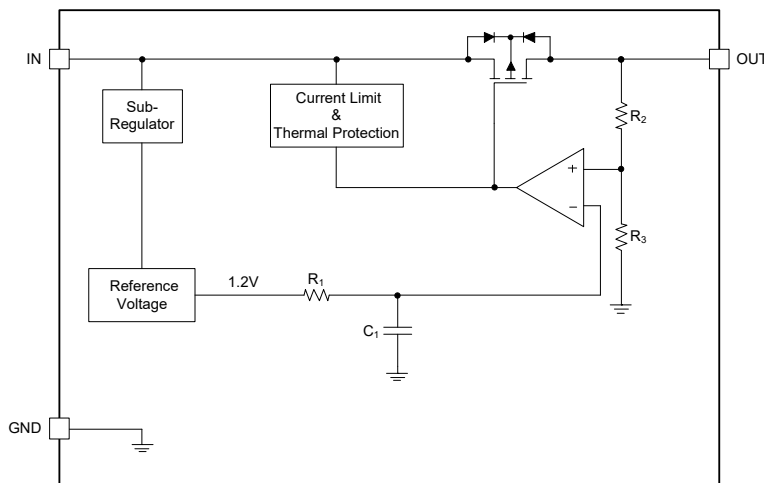 IN
OUT
Sub-
Regulator
Current Limit
&
Thermal Protection
R₂
+
−
R₃
Reference
Voltage
1.2V
R₁
C₁
GND